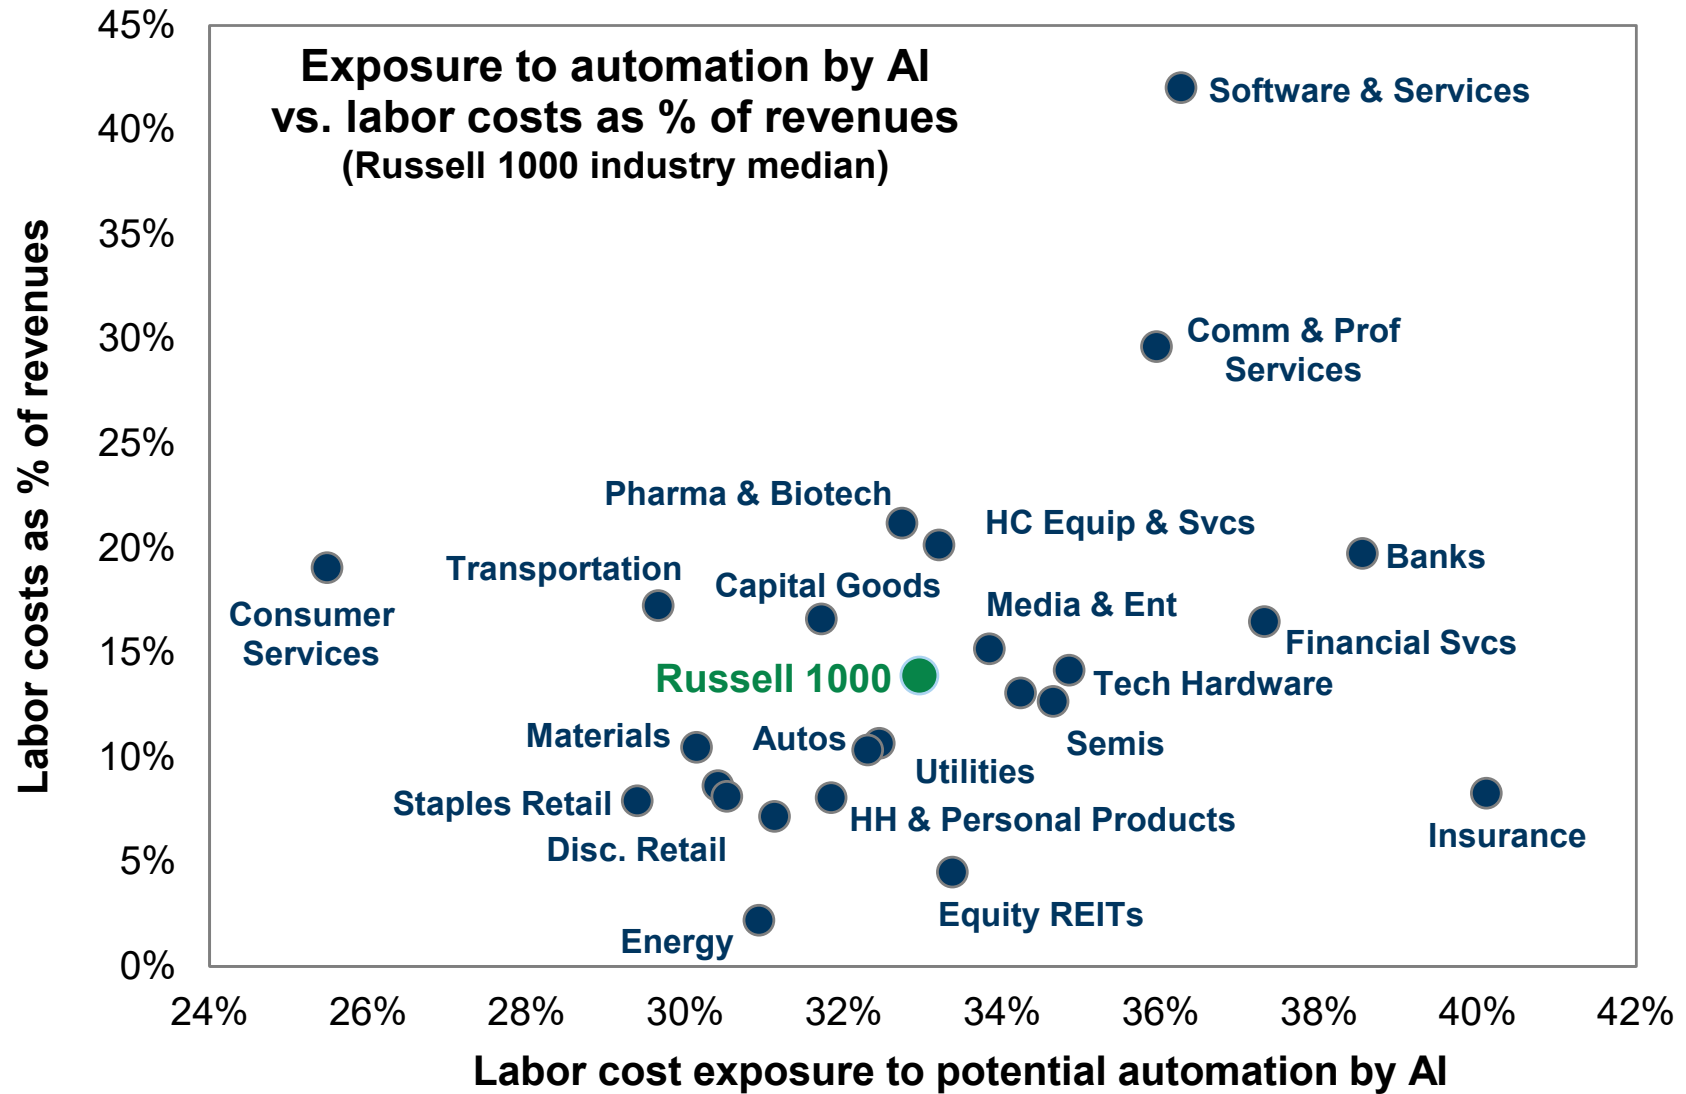 45%
Exposure to automation by AI
vs. labor costs as % of revenues
(Russell 1000 industry median)
Software & Services
40%
35%
30%
Comm & Prof
Services
25%
Pharma & Biotech
HC Equip & Svcs
20%
Banks
Transportation
Capital Goods
Consumer
Services
Media & Ent
Financial Svcs
15%
Russell 1000
Tech Hardware
Materials
Autos
Semis
10%
Utilities
Staples Retail
HH & Personal Products
Insurance
Disc. Retail
5%
Equity REITs
Energy
0%
Labor costs as % of revenues
24%
26%
28%
30%
32%
34%
36%
38%
40%
42%
Labor cost exposure to potential automation by AI